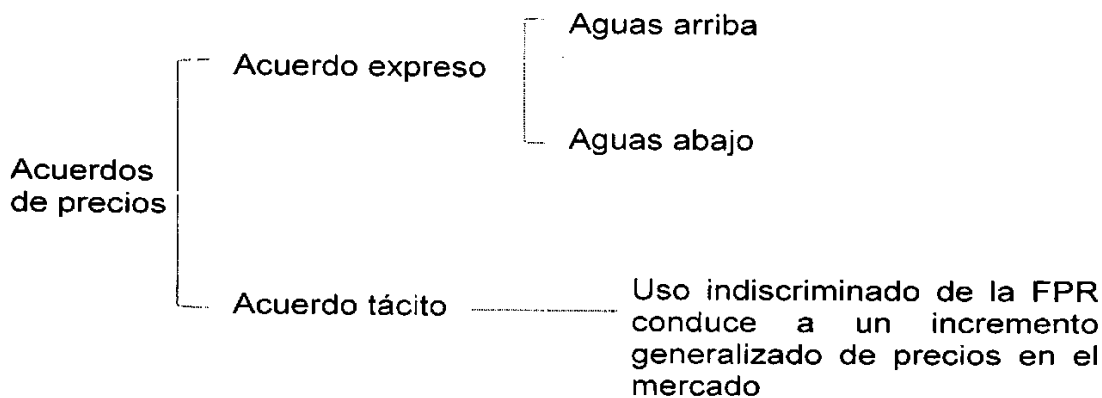 Aguas arriba
Acuerdo expreso
Aguas abajo
Acuerdos
de precios
Acuerdo tácito
Uso indiscriminado de la FPR
conduce a un incremento
generalizado de precios en el
mercado